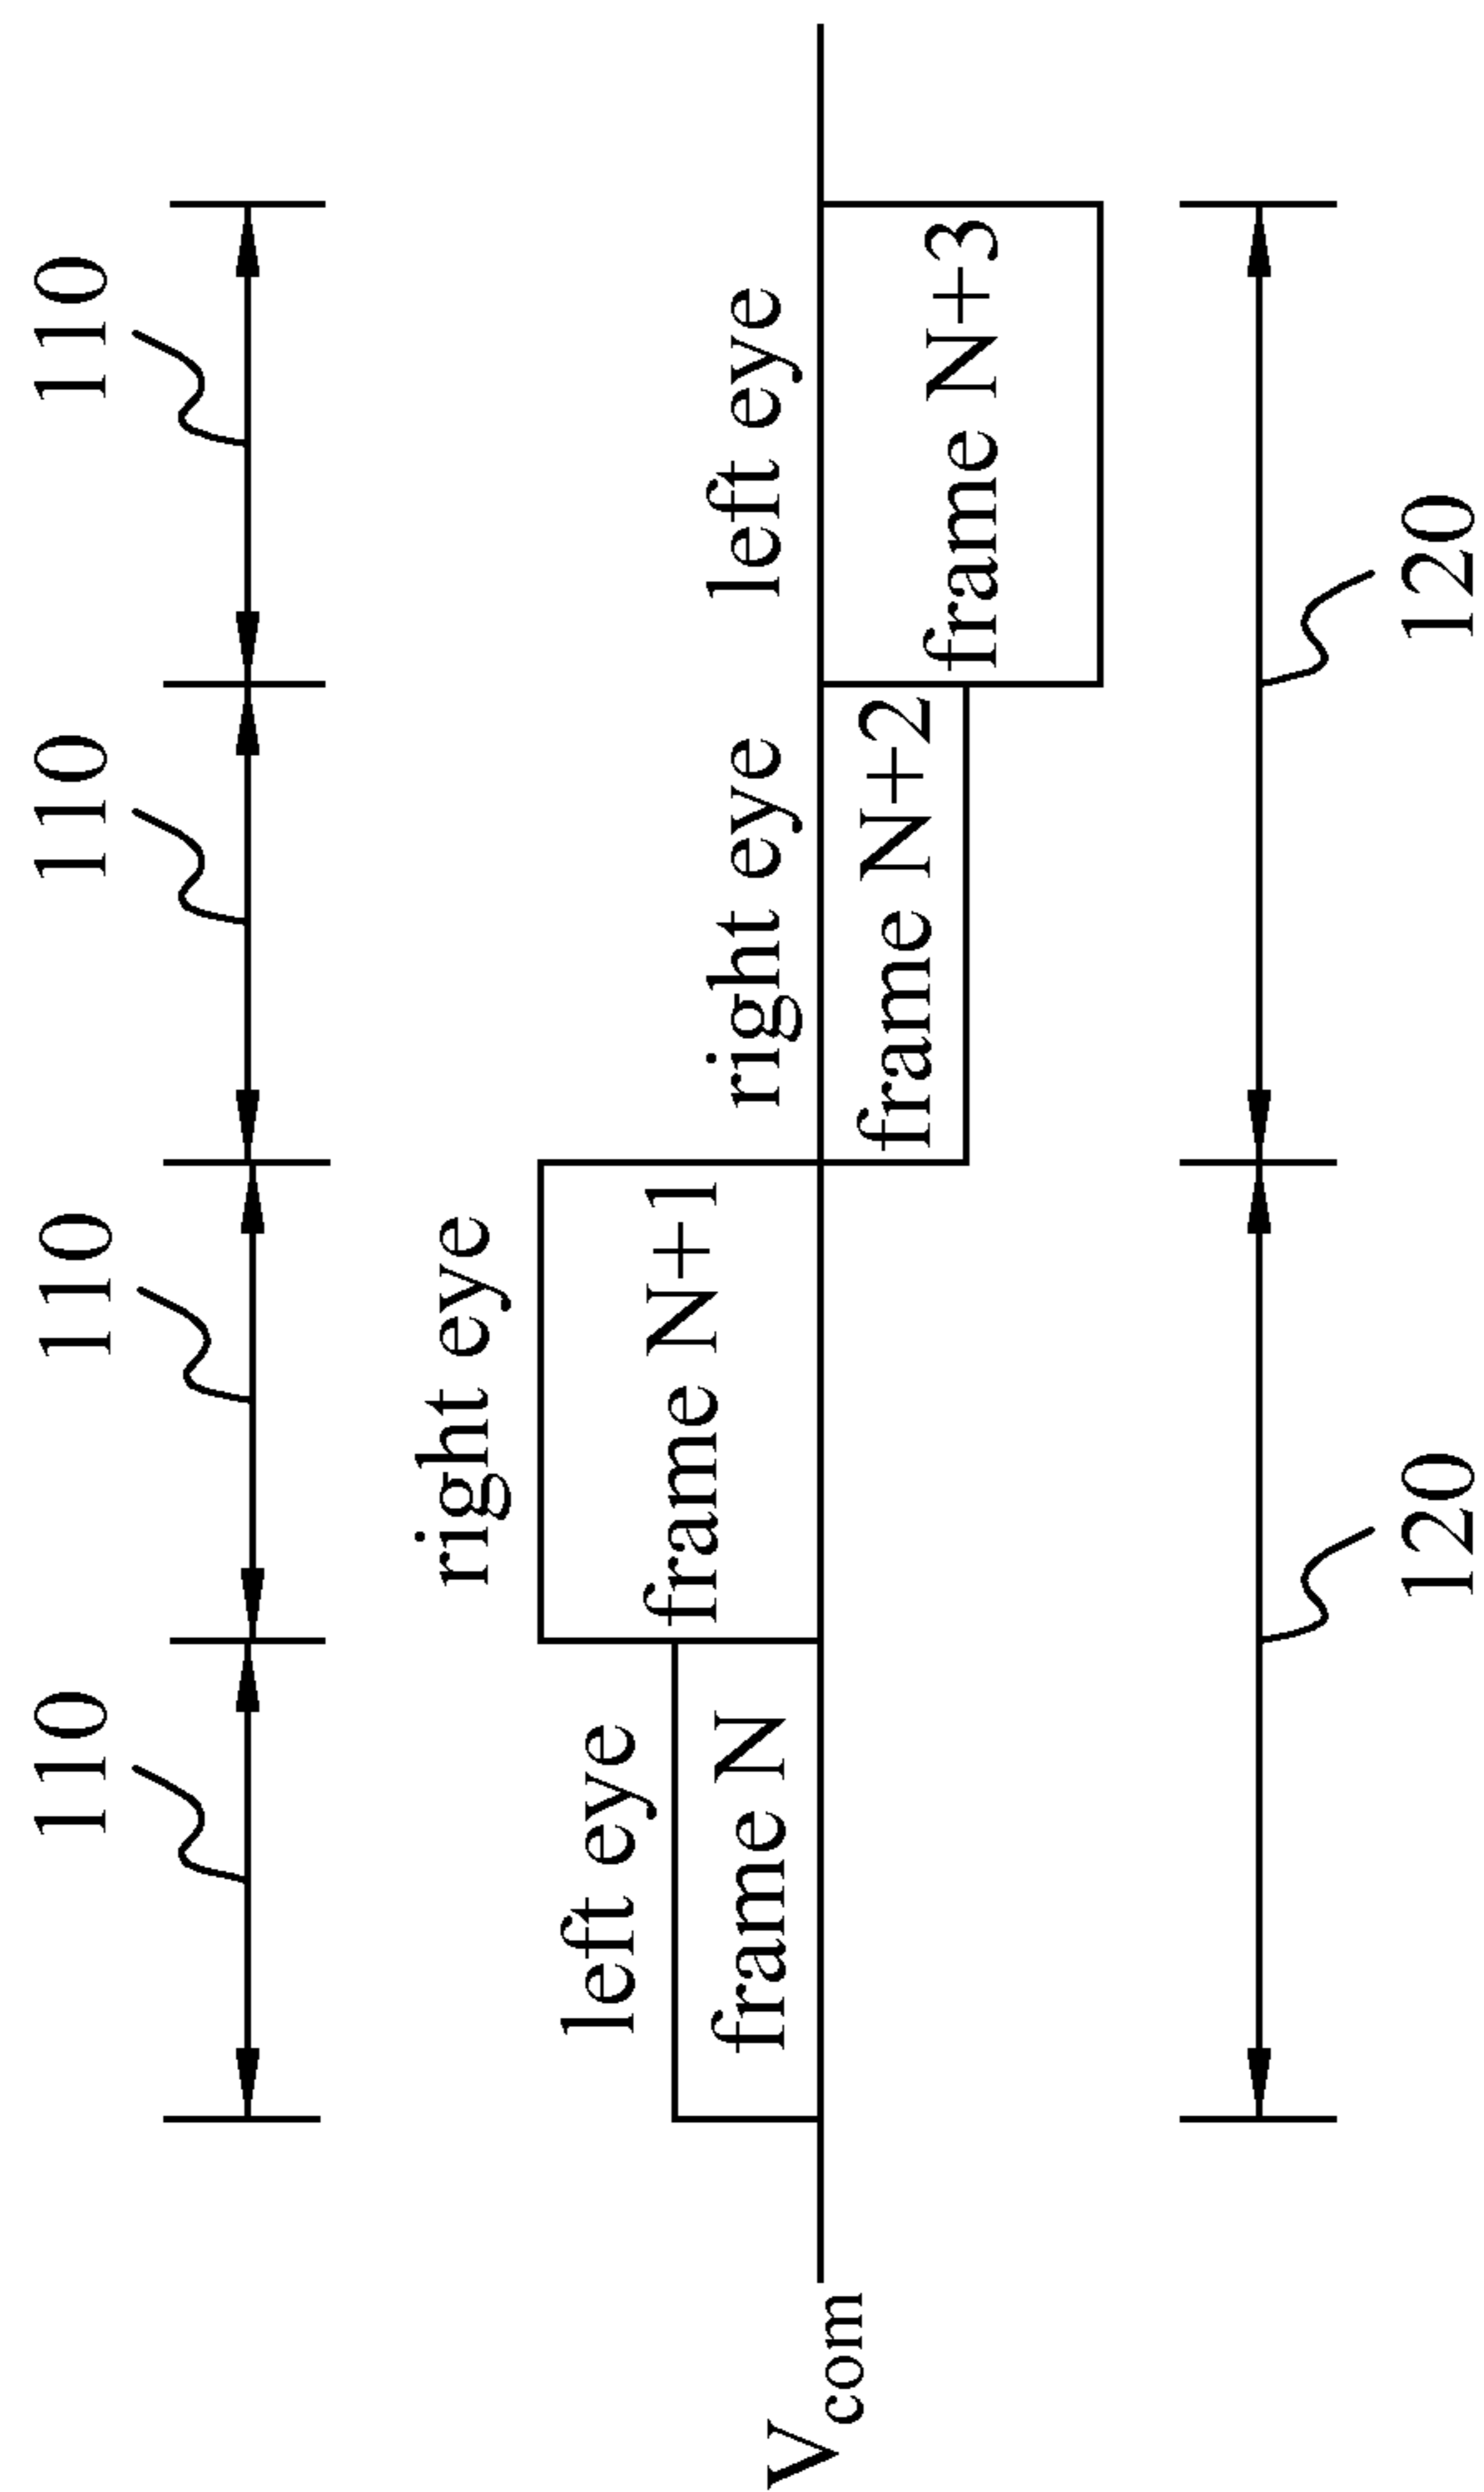 110 110 110 110
right eye
left eye
frame N+1
frame N
right eye left eye
V com
frame N+2
frame N+3
120 120